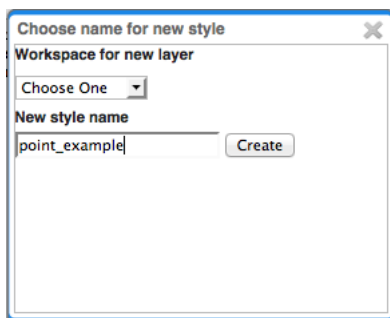 Choose name for new style
Workspace for new layer
Choose One
New style name
point_example Create